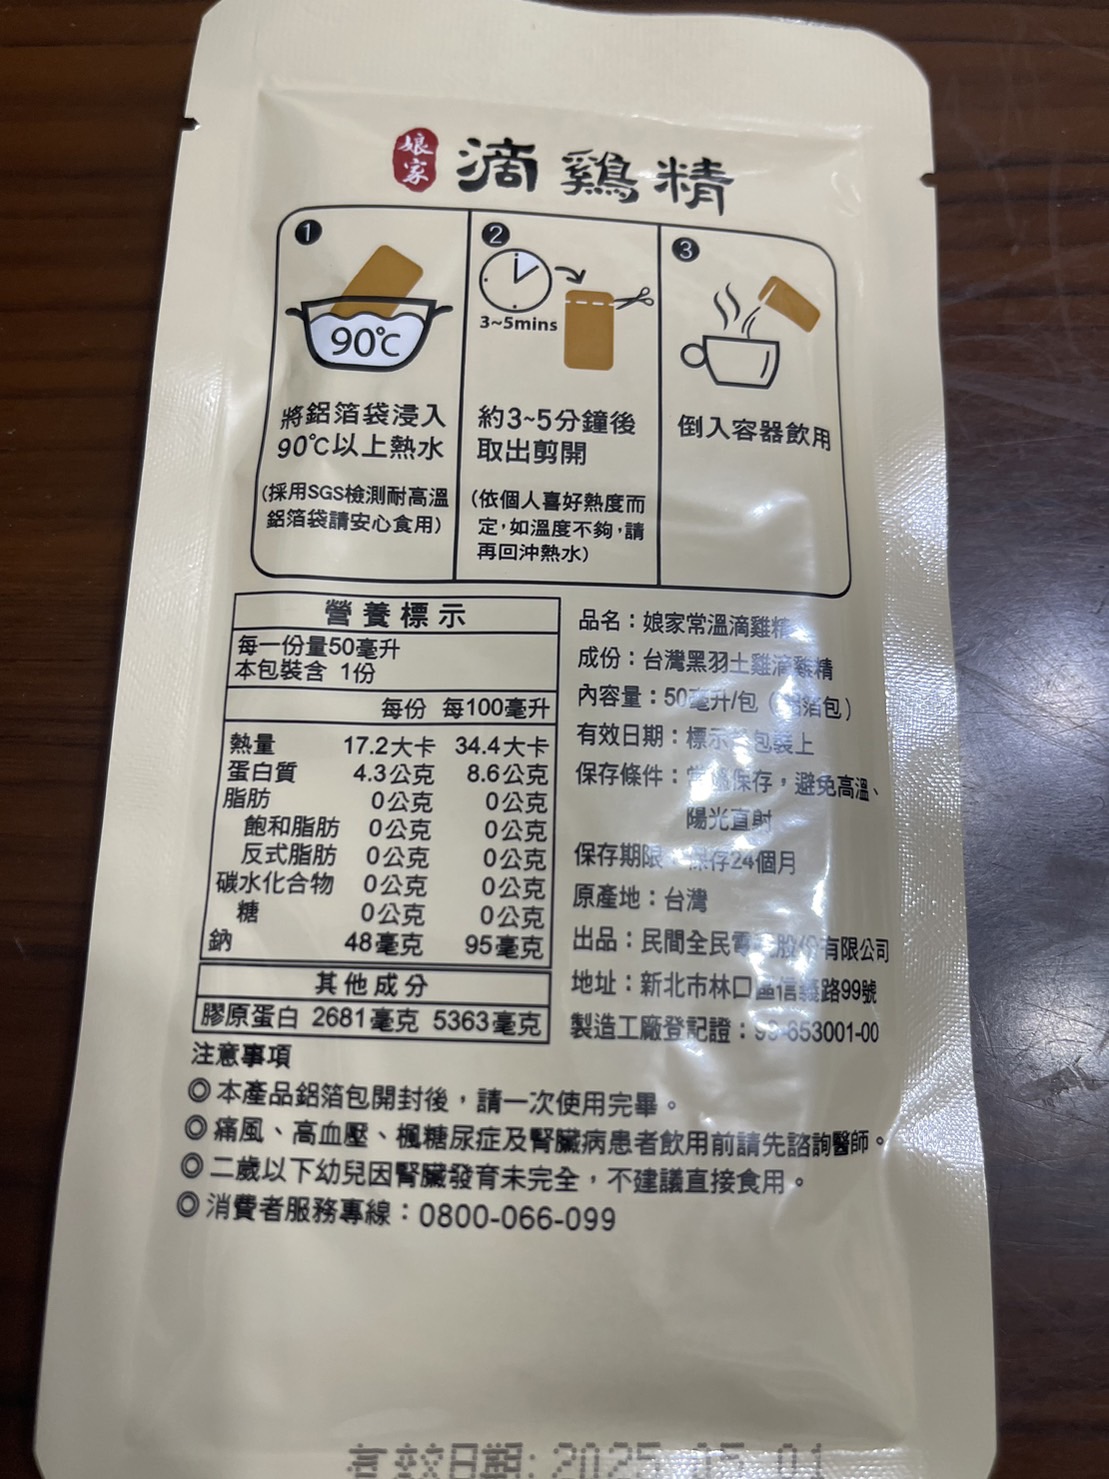 娘家
滴鷄精
1
90℃
將鋁箔袋浸入
90℃以上熱水
(採用SGS檢測耐高溫
鋁箔袋請安心食用)
2
3~5mins
約3~5分鐘後
取出剪開
(依個人喜好熱度而
定,如溫度不夠,請
再回沖熱水)
3
倒入容器飲用
營養標示
每一份量50毫升
本包裝含 1份
每份 每100毫升
熱量 17.2大卡 34.4大卡
蛋白質 4.3公克 8.6公克
脂肪 0公克 0公克
飽和脂肪 0公克 0公克
反式脂肪 0公克 0公克
碳水化合物 0公克 0公克
糖 0公克 0公克
鈉 48毫克 95毫克
其他成分
膠原蛋白 2681毫克 5363毫克
品名：娘家常溫滴雞精
成份：台灣黑羽土雞滴雞精
內容量：50毫升/包（鋁箔包）
有效日期：標示於包裝上
保存條件：常溫保存，避免高溫、
陽光直射
保存期限：保存24個月
原產地：台灣
出品：民間全民電視股份有限公司
地址：新北市林口區信義路99號
製造工廠登記證：653001-00
注意事項
◎本產品鋁箔包開封後，請一次使用完畢。
◎痛風、高血壓、楓糖尿症及腎臟病患者飲用前請先諮詢醫師。
◎二歲以下幼兒因腎臟發育未完全，不建議直接食用。
◎消費者服務專線：0800-066-099
有效日期: 2025